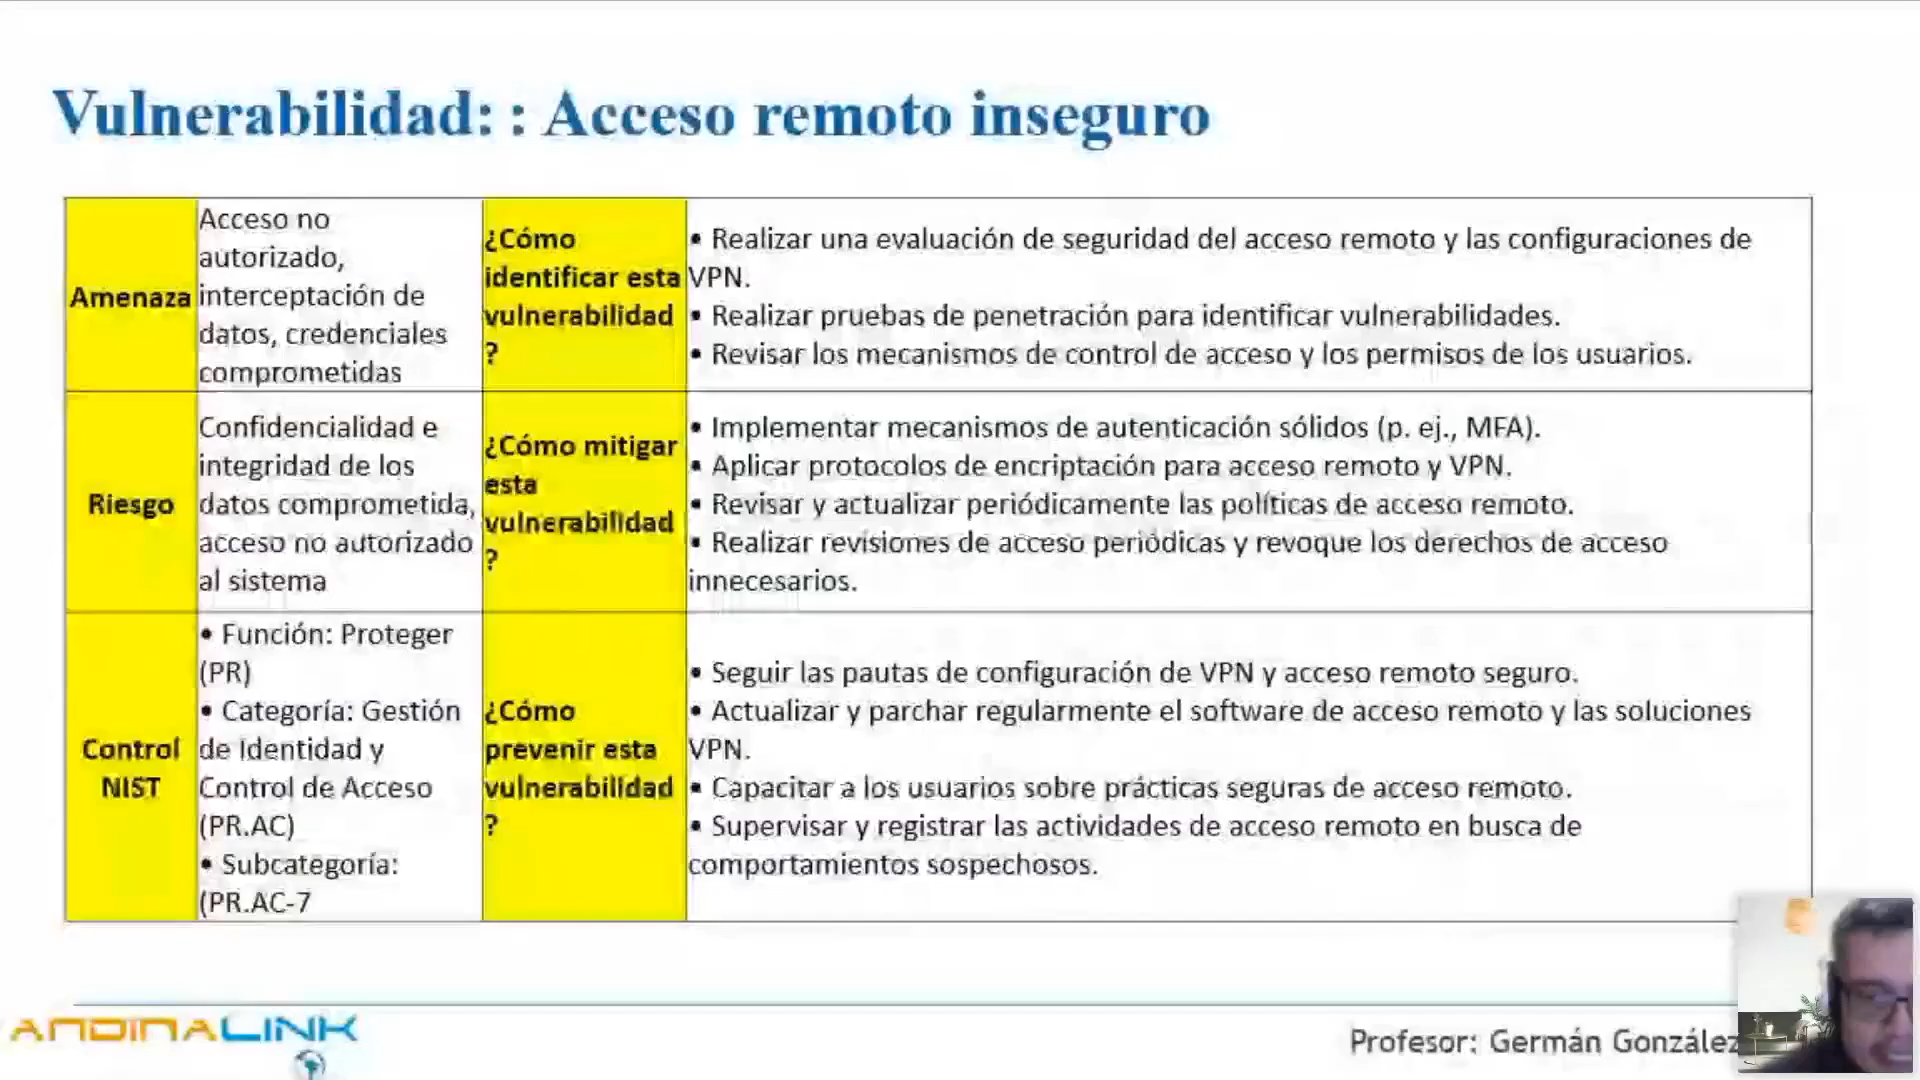 Vulnerabilidad: : Acceso remoto inseguro
Amenaza
Acceso no
autorizado,
interceptación de
datos, credenciales
comprometidas
¿Cómo
identificar esta
vulnerabilidad
?
• Realizar una evaluación de seguridad del acceso remoto y las configuraciones de
VPN.
• Realizar pruebas de penetración para identificar vulnerabilidades.
• Revisar los mecanismos de control de acceso y los permisos de los usuarios.
Riesgo
Confidencialidad e
integridad de los
datos comprometida,
acceso no autorizado
al sistema
¿Cómo mitigar
esta
vulnerabilidad
?
• Implementar mecanismos de autenticación sólidos (p. ej., MFA).
• Aplicar protocolos de encriptación para acceso remoto y VPN.
• Revisar y actualizar periódicamente las políticas de acceso remoto.
• Realizar revisiones de acceso periódicas y revoque los derechos de acceso
innecesarios.
Control
NIST
• Función: Proteger
(PR)
• Categoría: Gestión
de Identidad y
Control de Acceso
(PR.AC)
• Subcategoría:
(PR.AC-7
¿Cómo
prevenir esta
vulnerabilidad
?
• Seguir las pautas de configuración de VPN y acceso remoto seguro.
• Actualizar y parchar regularmente el software de acceso remoto y las soluciones
VPN.
• Capacitar a los usuarios sobre prácticas seguras de acceso remoto.
• Supervisar y registrar las actividades de acceso remoto en busca de
comportamientos sospechosos.
ANDINALINK
Profesor: Germán González